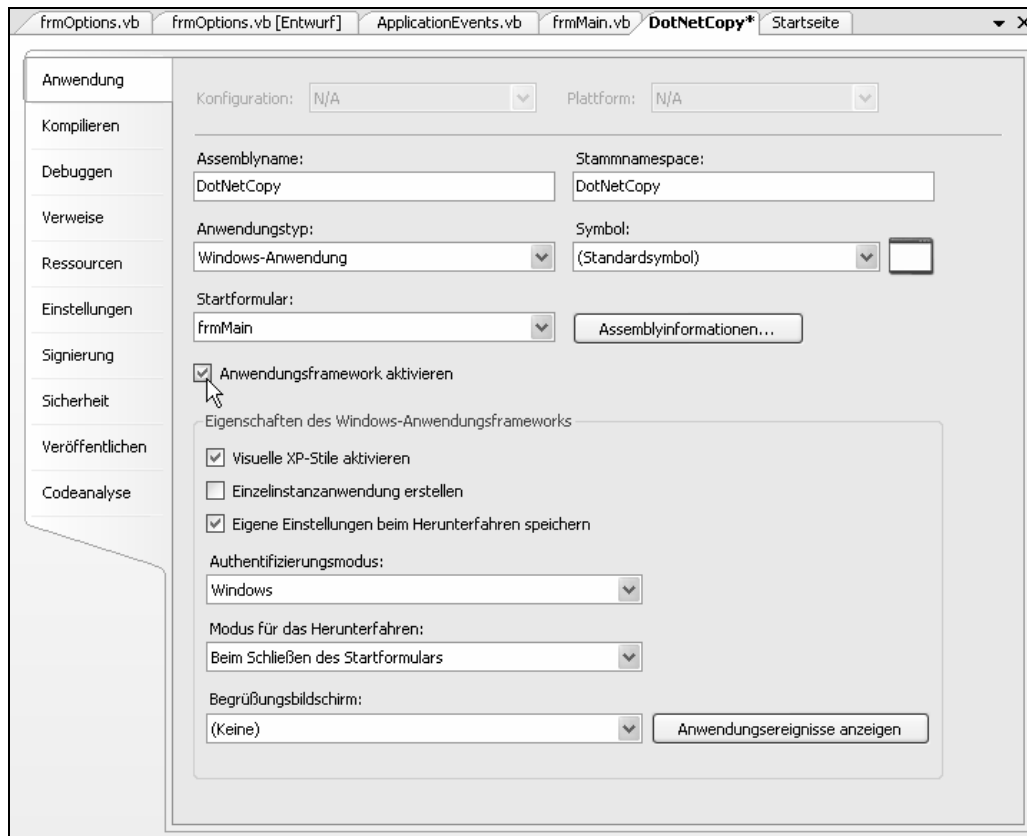 frmOptions.vb frmOptions.vb [Entwurf] ApplicationEvents.vb frmMain.vb DotNetCopy* Startseite
Anwendung
Kompilieren
Debuggen
Verweise
Ressourcen
Einstellungen
Signierung
Sicherheit
Veröffentlichen
Codeanalyse
Konfiguration: N/A Plattform: N/A
Assemblyname: Stammnamespace:
DotNetCopy DotNetCopy
Anwendungstyp: Symbol:
Windows-Anwendung (Standardsymbol)
Startformular:
frmMain Assemblyinformationen...
Anwendungsframework aktivieren
Eigenschaften des Windows-Anwendungsframeworks
Visuelle XP-Stile aktivieren
Einzelinstanzanwendung erstellen
Eigene Einstellungen beim Herunterfahren speichern
Authentifizierungsmodus:
Windows
Modus für das Herunterfahren:
Beim Schließen des Startformulars
Begrüßungsbildschirm:
(Keine) Anwendungsereignisse anzeigen